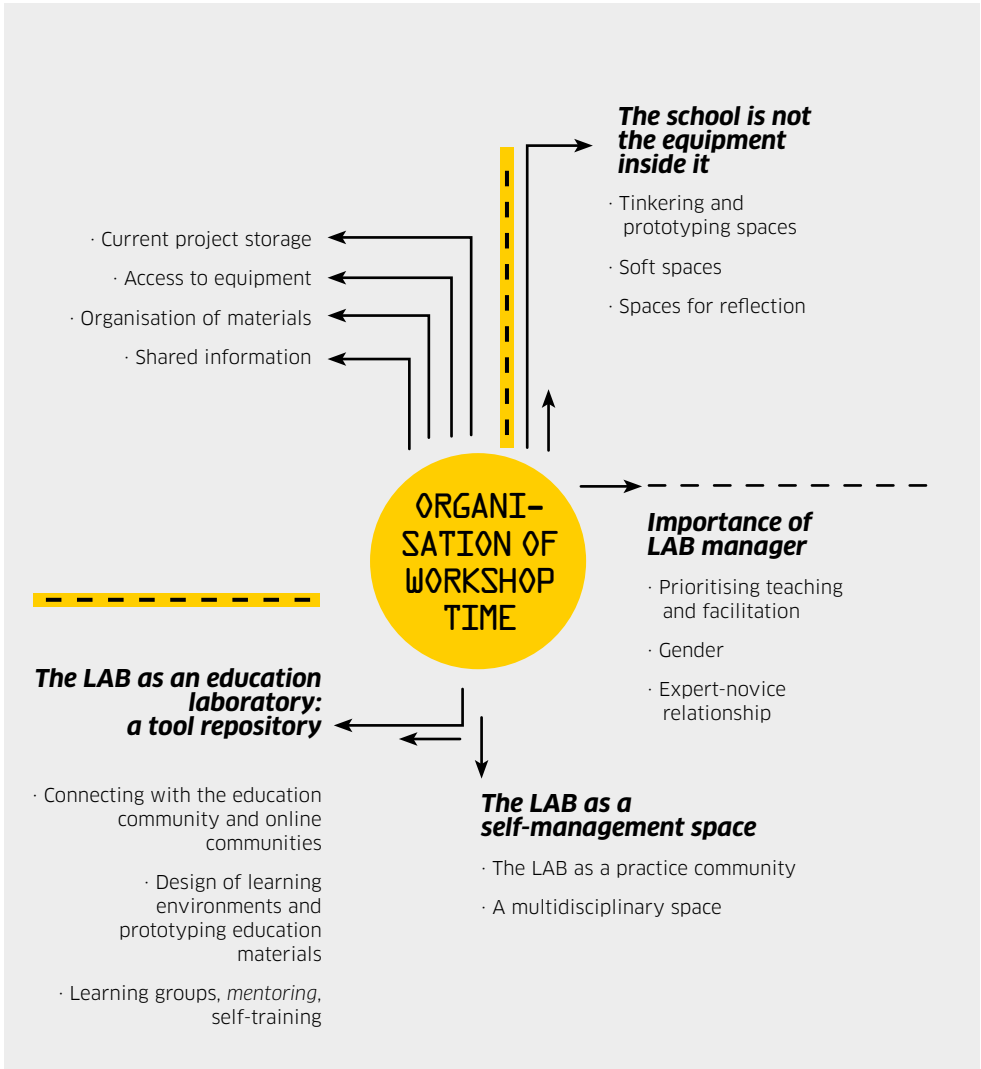 The school is not
the equipment
inside it
· Tinkering and
prototyping spaces
· Soft spaces
· Spaces for reflection
· Current project storage
· Access to equipment
· Organisation of materials
· Shared information
ORGANI-
SATION OF
WORKSHOP
TIME
Importance of
LAB manager
· Prioritising teaching
and facilitation
· Gender
· Expert-novice
relationship
The LAB as an education
laboratory:
a tool repository
· Connecting with the education
community and online
communities
· Design of learning
environments and
prototyping education
materials
· Learning groups, mentoring,
self-training
The LAB as a
self-management space
· The LAB as a practice community
· A multidisciplinary space